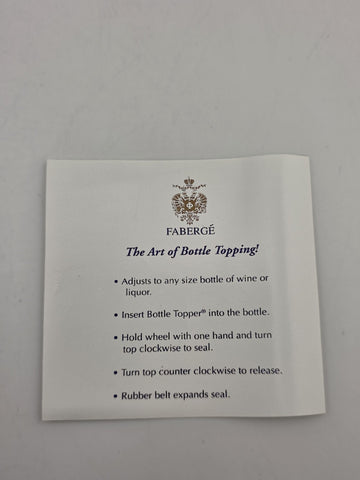 FABERGÉ
The Art of Bottle Topping!
• Adjusts to any size bottle of wine or
liquor.
• Insert Bottle Topper® into the bottle.
• Hold wheel with one hand and turn
top clockwise to seal.
• Turn top counter clockwise to release.
• Rubber belt expands seal.